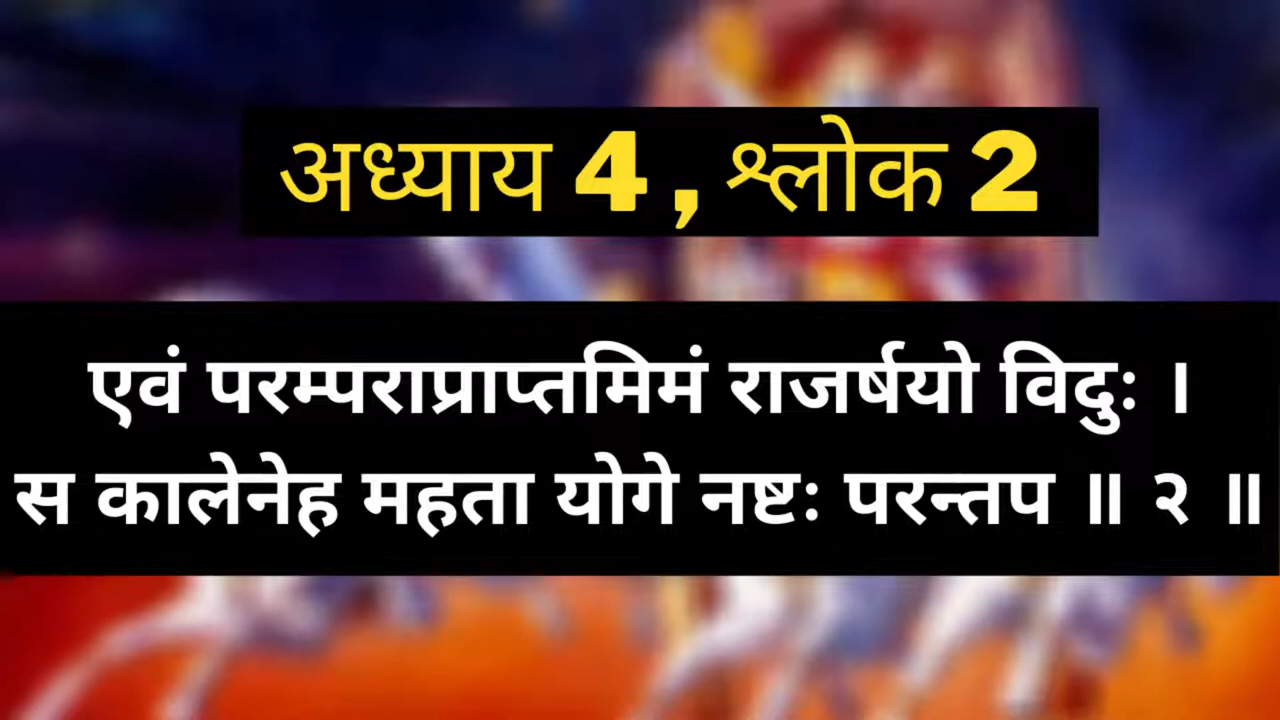 अध्याय 4 , श्लोक 2
एवं परम्पराप्राप्तमिमं राजर्षयो विदुः ।
स कालेनेह महता योगे नष्टः परन्तप ॥ २ ॥